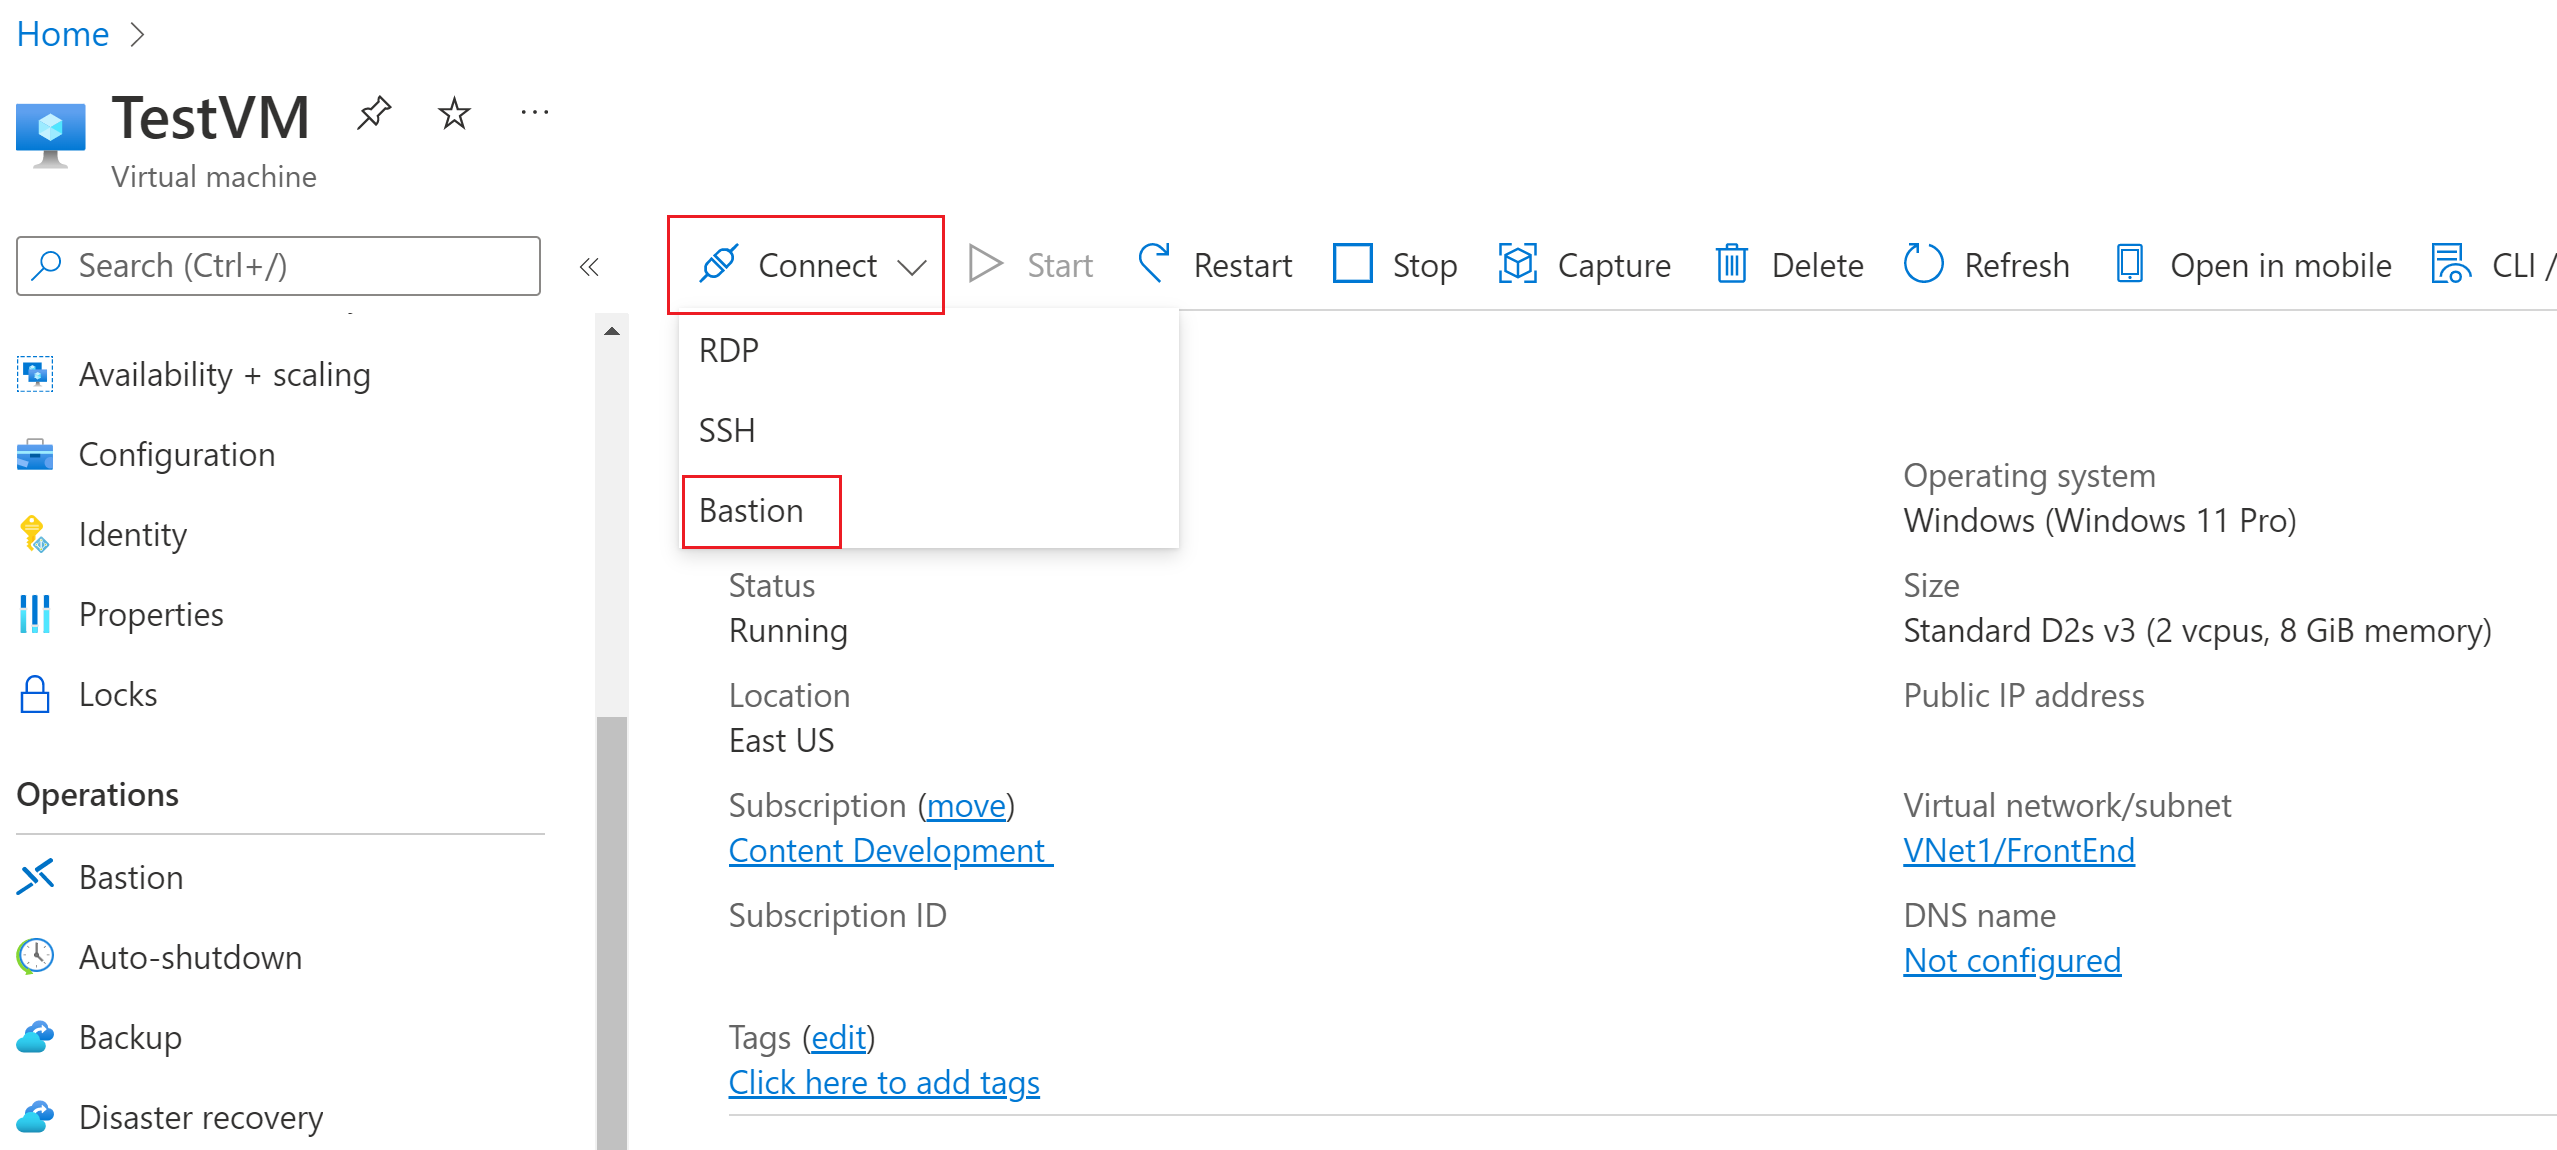 Home
TestVM
Virtual machine
Search (Ctrl+/)
Availability + scaling
Configuration
Identity
Properties
Locks
Operations
Bastion
Auto-shutdown
Backup
Disaster recovery
Connect Start Restart Stop Capture Delete Refresh Open in mobile CLI /
RDP
SSH
Bastion
Status
Running
Location
East US
Subscription (move)
Content Development
Subscription ID
Tags (edit)
Click here to add tags
Operating system
Windows (Windows 11 Pro)
Size
Standard D2s v3 (2 vcpus, 8 GiB memory)
Public IP address
Virtual network/subnet
VNet1/FrontEnd
DNS name
Not configured